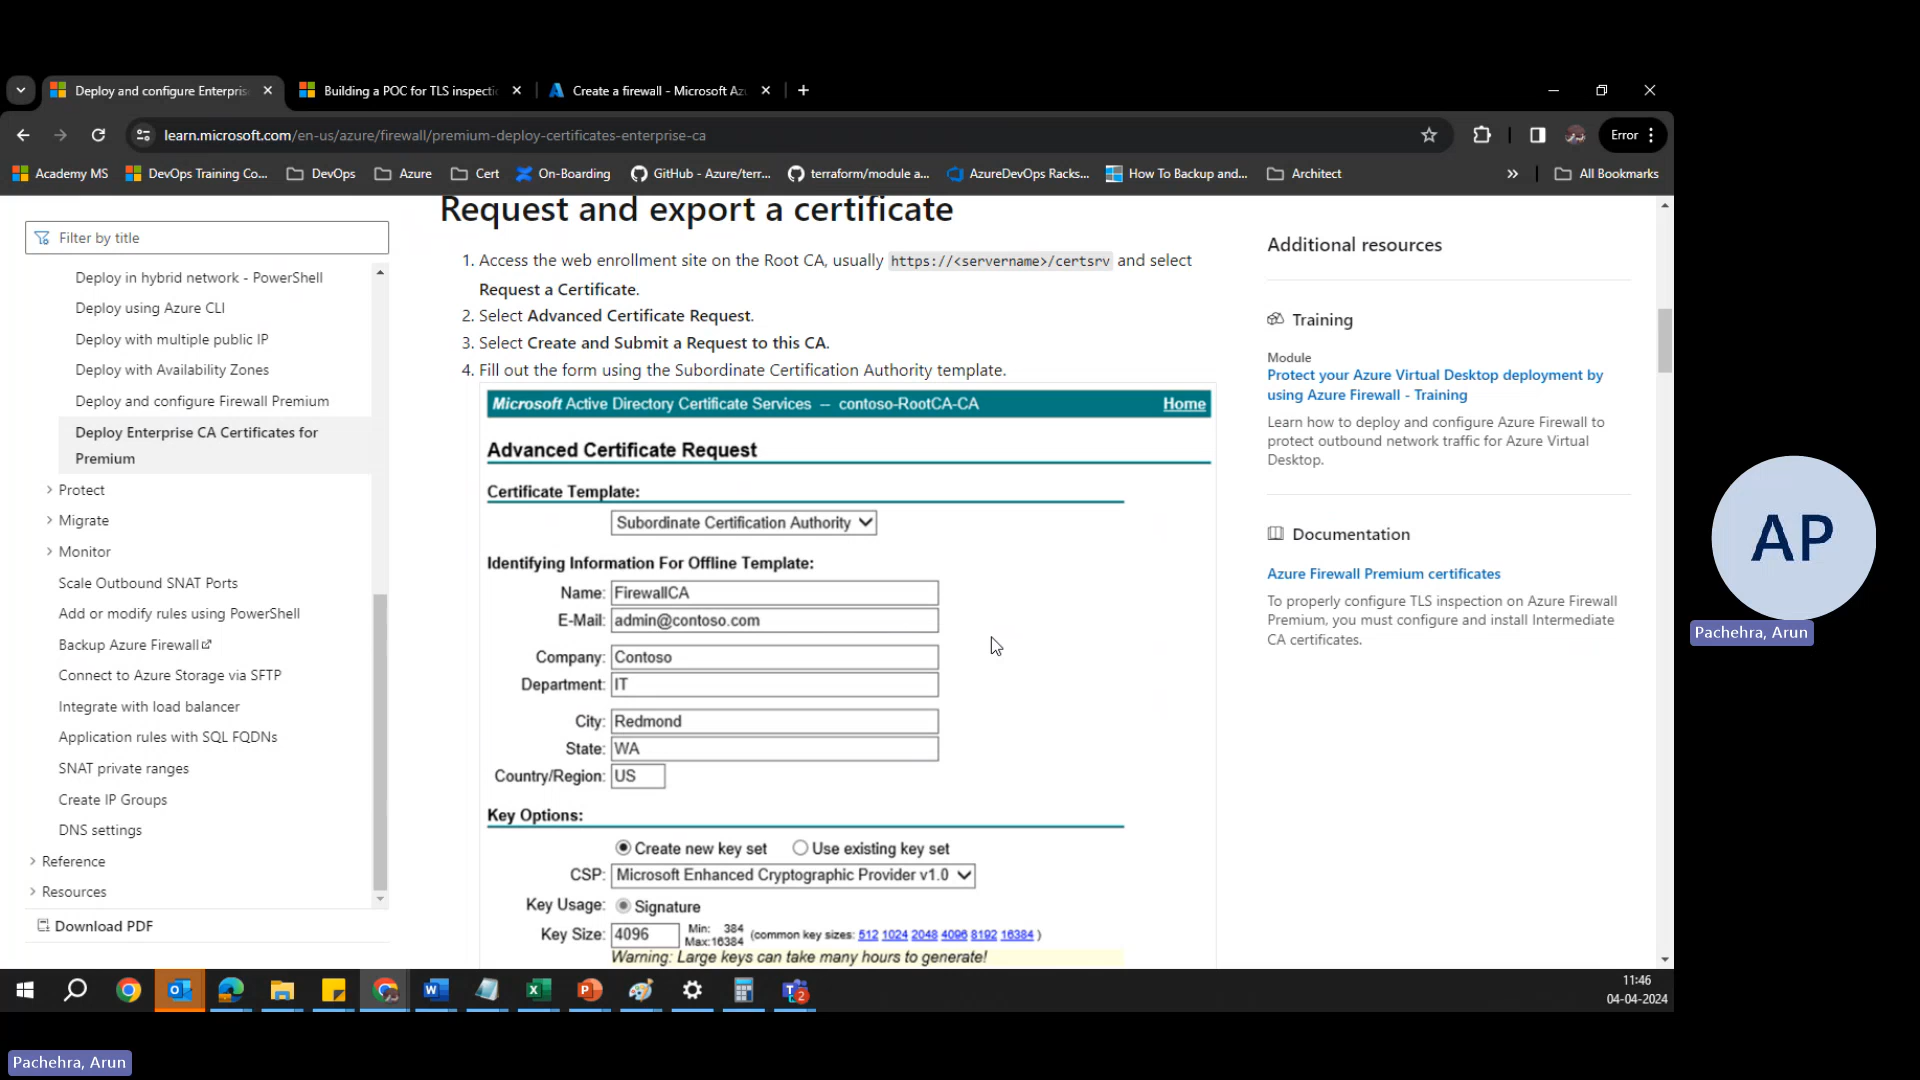 Deploy and configure Enterpris
Building a POC for TLS inspecti
Create a firewall - Microsoft Az
learn.microsoft.com/en-us/azure/firewall/premium-deploy-certificates-enterprise-ca
Error
Academy MS
DevOps Training Co...
DevOps
Azure
Cert
On-Boarding
GitHub - Azure/terr...
terraform/module a...
AzureDevOps Racks...
How To Backup and...
Architect
»
All Bookmarks
Filter by title
Deploy in hybrid network - PowerShell
Deploy using Azure CLI
Deploy with multiple public IP
Deploy with Availability Zones
Deploy and configure Firewall Premium
Deploy Enterprise CA Certificates for
Premium
Protect
Migrate
Monitor
Scale Outbound SNAT Ports
Add or modify rules using PowerShell
Backup Azure Firewall
Connect to Azure Storage via SFTP
Integrate with load balancer
Application rules with SQL FQDNs
SNAT private ranges
Create IP Groups
DNS settings
Reference
Resources
Download PDF
Request and export a certificate
1. Access the web enrollment site on the Root CA, usually https://<servername>/certsrv and select
Request a Certificate.
2. Select Advanced Certificate Request.
3. Select Create and Submit a Request to this CA.
4. Fill out the form using the Subordinate Certification Authority template.
Microsoft Active Directory Certificate Services -- contoso-RootCA-CA
Home
Advanced Certificate Request
Certificate Template:
Subordinate Certification Authority
Identifying Information For Offline Template:
Name: FirewallCA
E-Mail: admin@contoso.com
Company: Contoso
Department: IT
City: Redmond
State: WA
Country/Region: US
Key Options:
Create new key set
Use existing key set
CSP: Microsoft Enhanced Cryptographic Provider v1.0
Key Usage: Signature
Key Size: 4096 Min: 384 (common key sizes: 512 1024 2048 4096 8192 16384 )
Max:16384
Warning: Large keys can take many hours to generate!
Additional resources
Training
Module
Protect your Azure Virtual Desktop deployment by
using Azure Firewall - Training
Learn how to deploy and configure Azure Firewall to
protect outbound network traffic for Azure Virtual
Desktop.
Documentation
Azure Firewall Premium certificates
To properly configure TLS inspection on Azure Firewall
Premium, you must configure and install Intermediate
CA certificates.
AP
Pachehra, Arun
2
11:46
04-04-2024
Pachehra, Arun